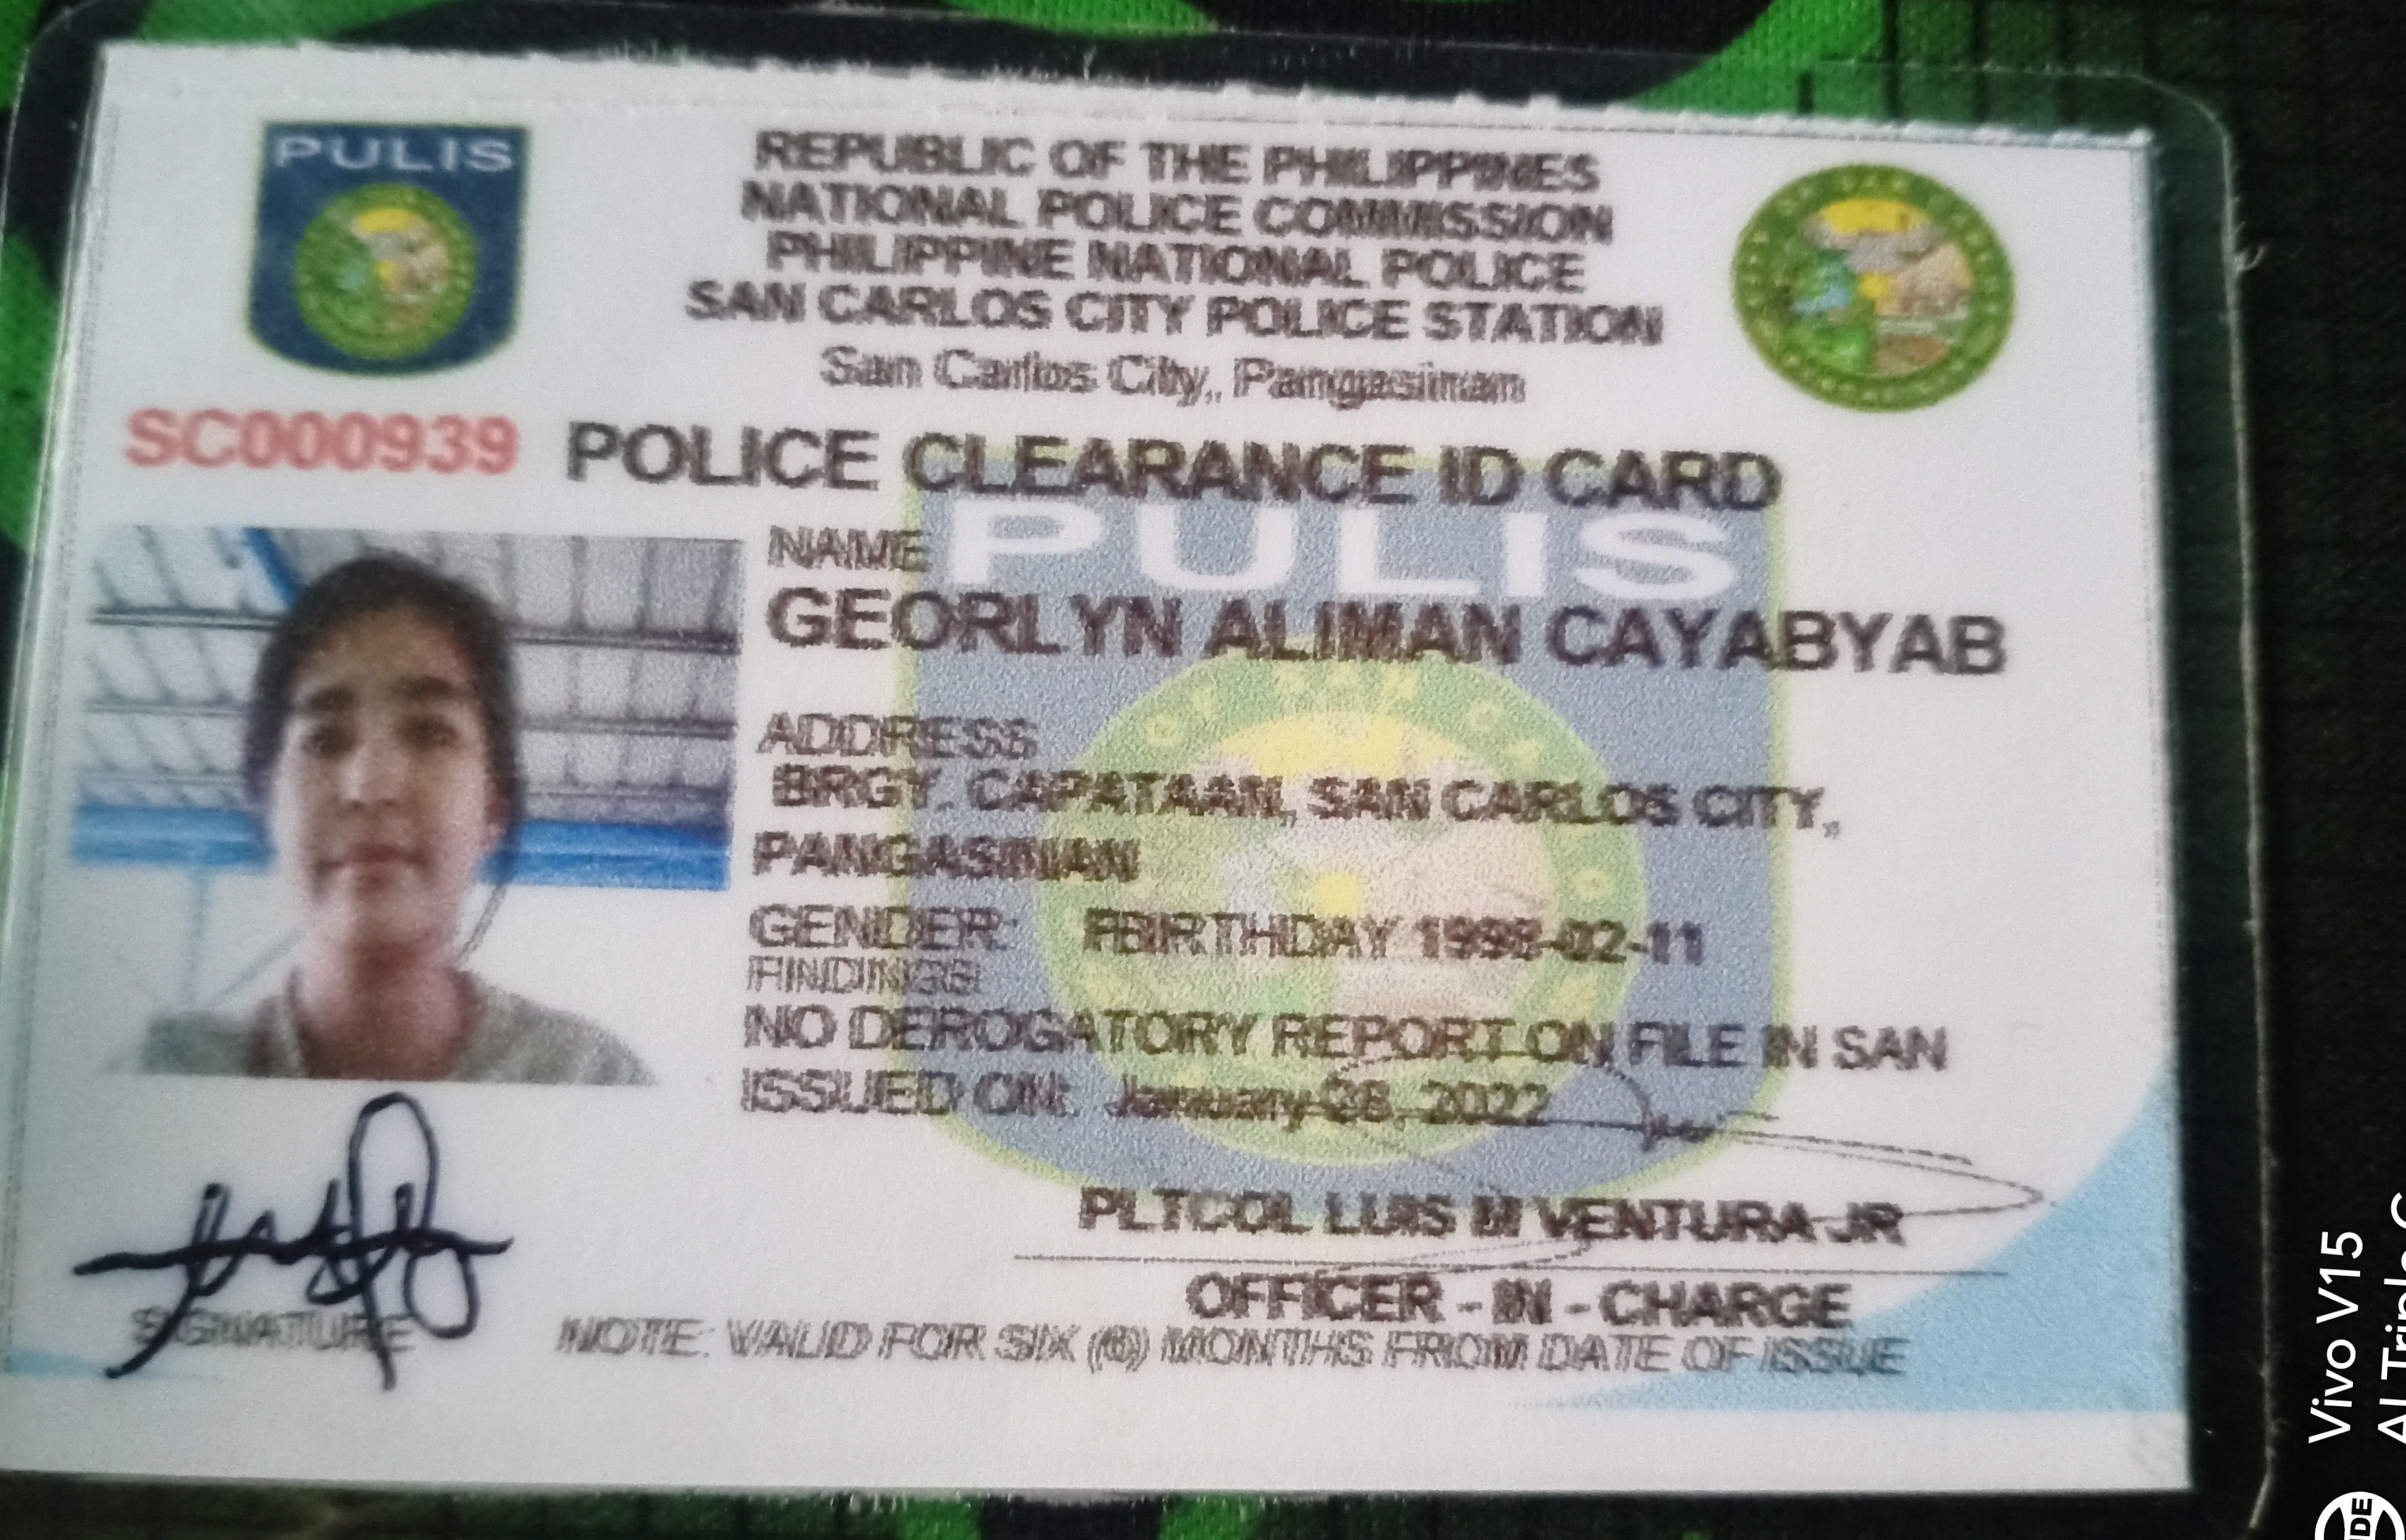 PULIS
REPUBLIC OF THE PHILIPPINES
NATIONAL POLICE COMMISSION
PHILIPPINE NATIONAL POLICE
SAN CARLOS CITY POLICE STATION
San Carlos City, Pangasinan
SC000939 POLICE CLEARANCE ID CARD
PULIS
NAME
GEORLYN ALIMAN CAYABYAB
ADDRESS
BRGY. CAPATAAN, SAN CARLOS CITY,
PANGASINAN
GENDER: F BIRTHDAY 1998-02-11
FINDINGS
NO DEROGATORY REPORT ON FILE IN SAN
ISSUED ON: January 28, 2022
PLTCOL LUIS M VENTURA JR
OFFICER - IN - CHARGE
SIGNATURE
NOTE: VALID FOR SIX (6) MONTHS FROM DATE OF ISSUE
Vivo V15
AI Triple C